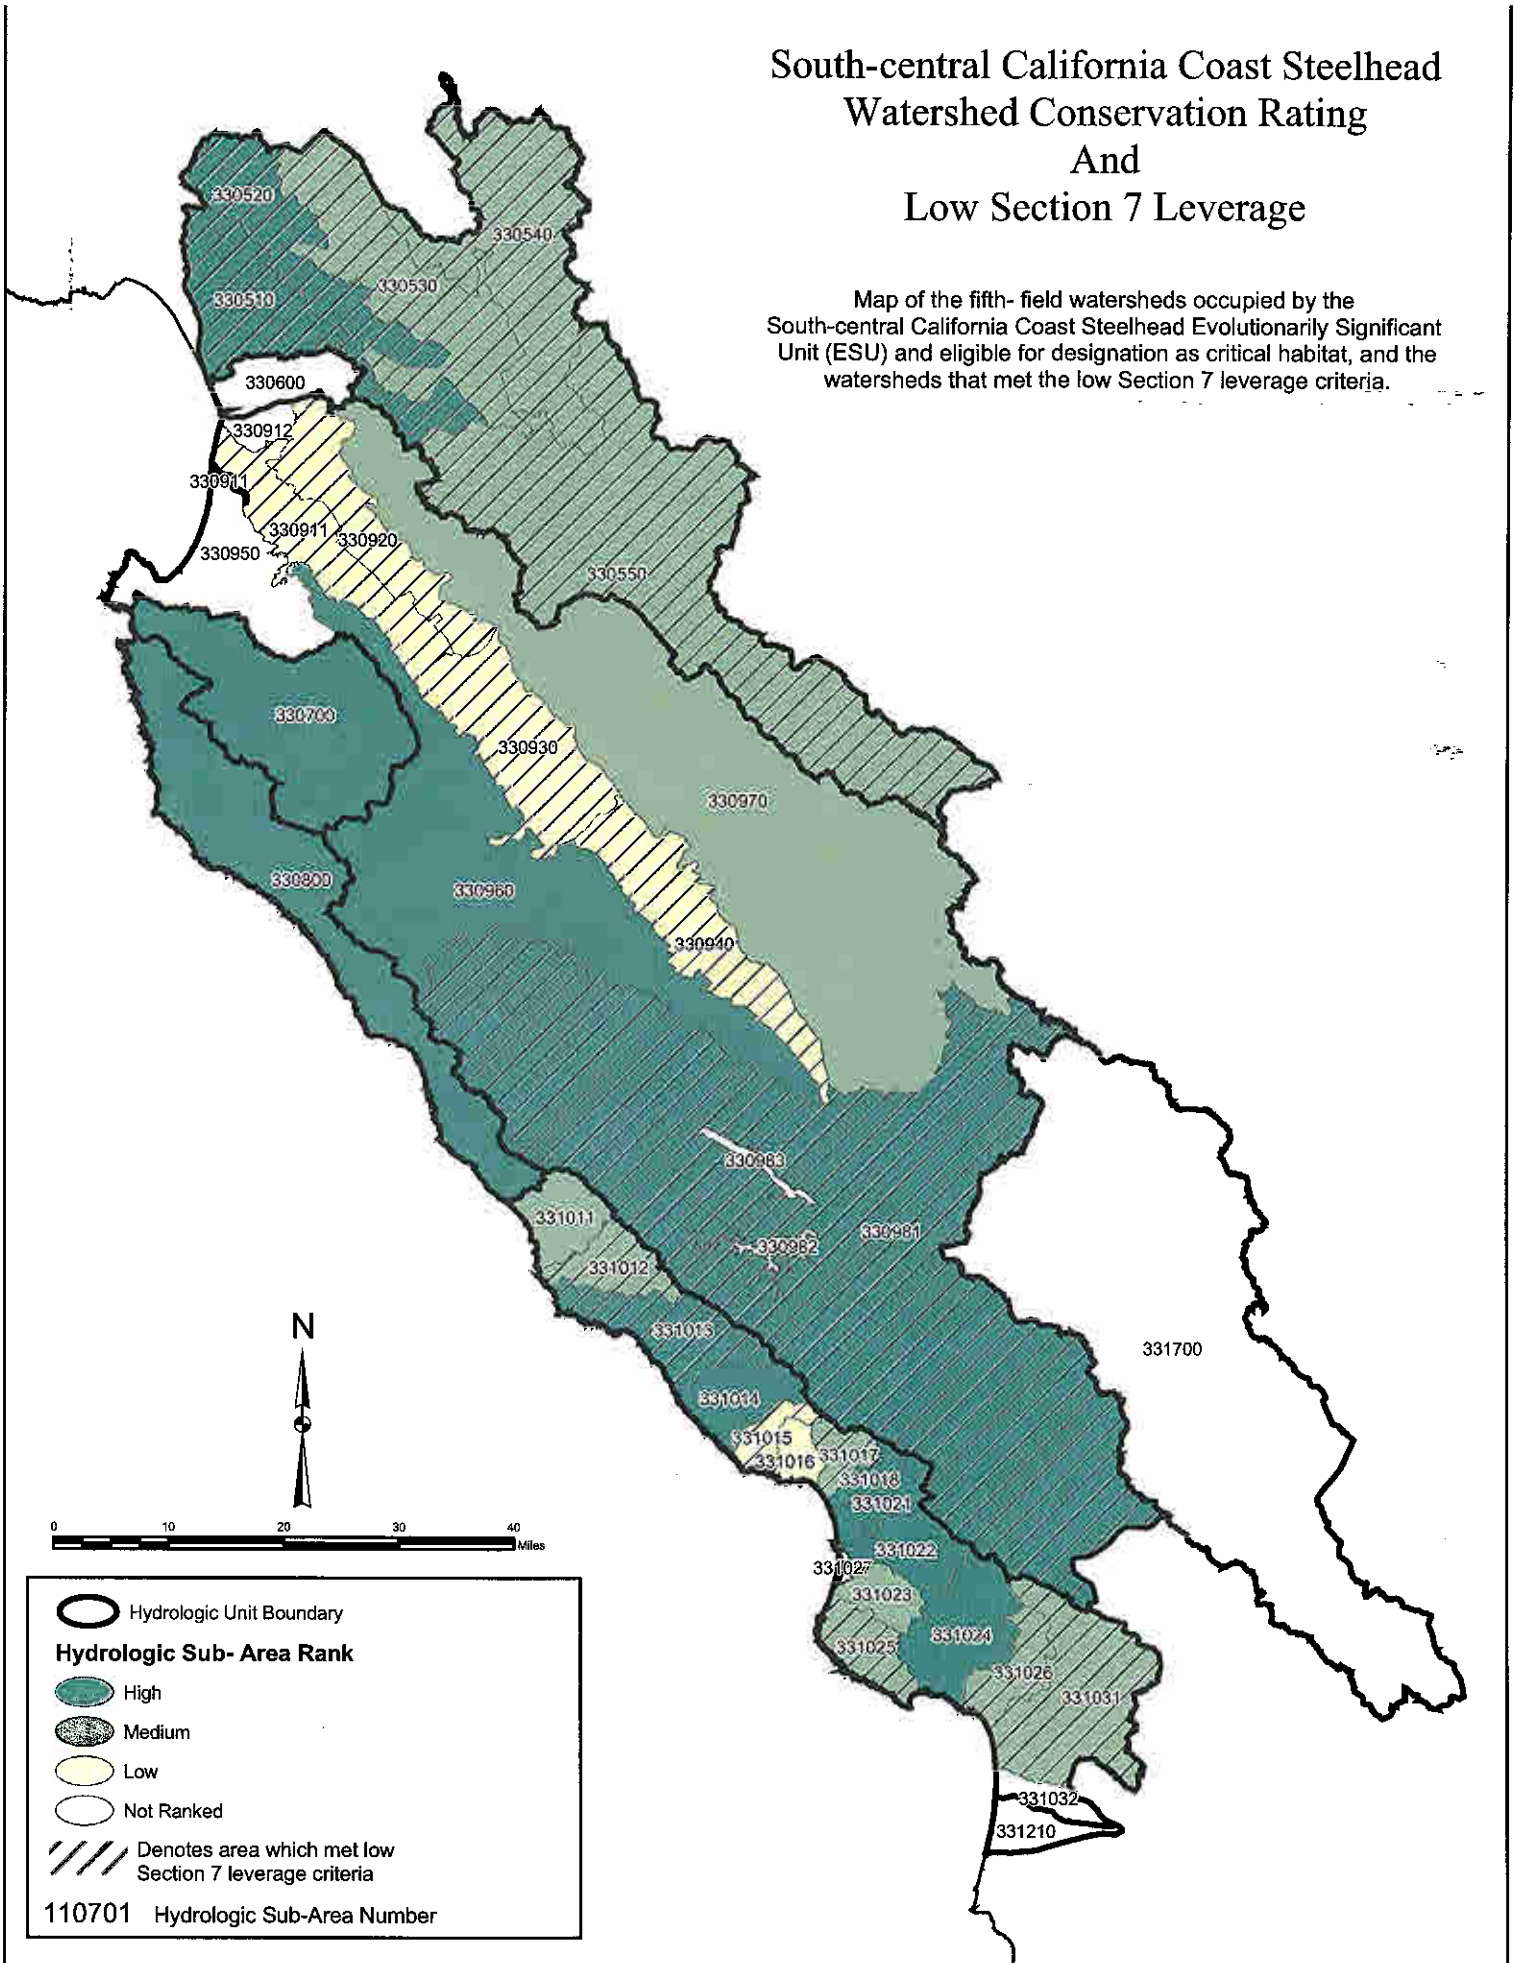 South-central California Coast Steelhead
Watershed Conservation Rating
And
Low Section 7 Leverage
Map of the fifth- field watersheds occupied by the
South-central California Coast Steelhead Evolutionarily Significant
Unit (ESU) and eligible for designation as critical habitat, and the
watersheds that met the low Section 7 leverage criteria.
330520
330540
330530
330510
330600
330912
330911
330911
330920
330950
330550
330700
330930
330970
330800
330960
330940
330983
331011
330981
330982
331012
331013
331700
331014
331015
331017
331016
331018
331021
331022
331027
331023
331024
331025
331026
331031
331032
331210
N
0 10 20 30 40
Miles
Hydrologic Unit Boundary
Hydrologic Sub- Area Rank
High
Medium
Low
Not Ranked
Denotes area which met low
Section 7 leverage criteria
110701 Hydrologic Sub-Area Number